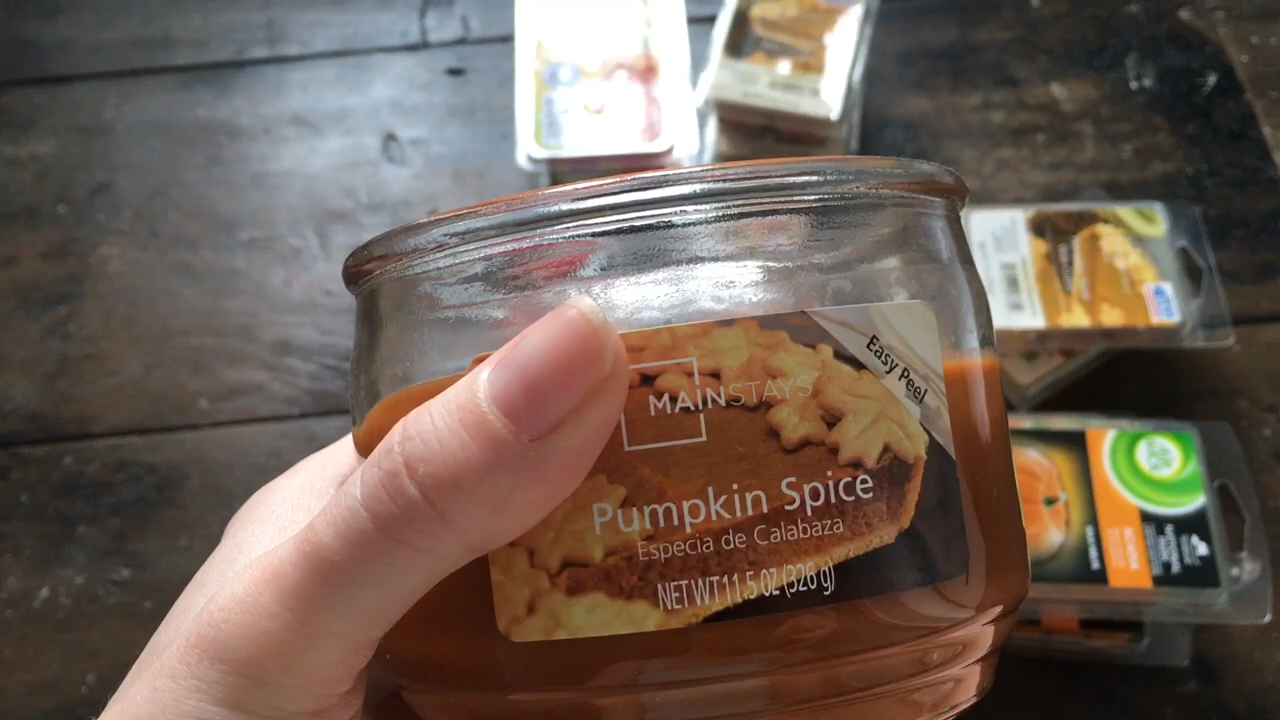 MAINSTAYS
Easy Peel
Pumpkin Spice
Especia de Calabaza
NET WT 11.5 OZ (326 g)